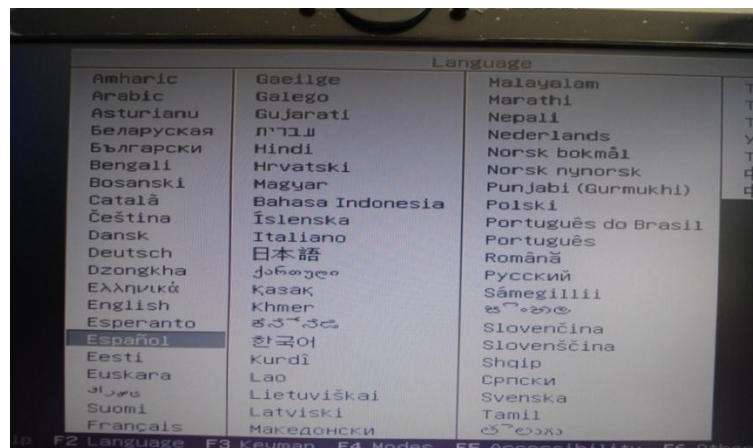 Language
Amharic
Arabic
Asturianu
Беларуская
Български
Bengali
Bosanski
Català
Čeština
Dansk
Deutsch
Dzongkha
Ελληνικά
English
Esperanto
Español
Eesti
Euskara
Suomi
Français
Gaeilge
Galego
Gujarati
עברית
Hindi
Hrvatski
Magyar
Bahasa Indonesia
Íslenska
Italiano
日本語
ქართული
Қазақ
Khmer
한국어
Kurdî
Lao
Lietuviškai
Latviski
Македонски
Malayalam
Marathi
Nepali
Nederlands
Norsk bokmål
Norsk nynorsk
Punjabi (Gurmukhi)
Polski
Português do Brasil
Português
Română
Русский
Sámegillii
Slovenčina
Slovenščina
Shqip
Српски
Svenska
Tamil
F2 Language F3 Keymap F4 Modes F5 Accessibility F6